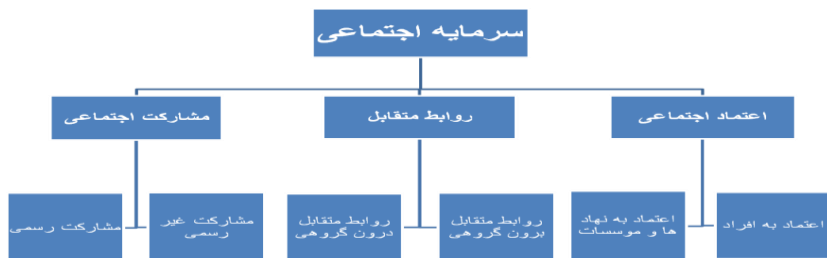 سرمایه اجتماعی
اعتماد اجتماعی
روابط متقابل
مشارکت اجتماعی
اعتماد به افراد
اعتماد به نهاد
ها و موسسات
روابط متقابل
برون گروهی
روابط متقابل
درون گروهی
مشارکت غیر
رسمی
مشارکت رسمی